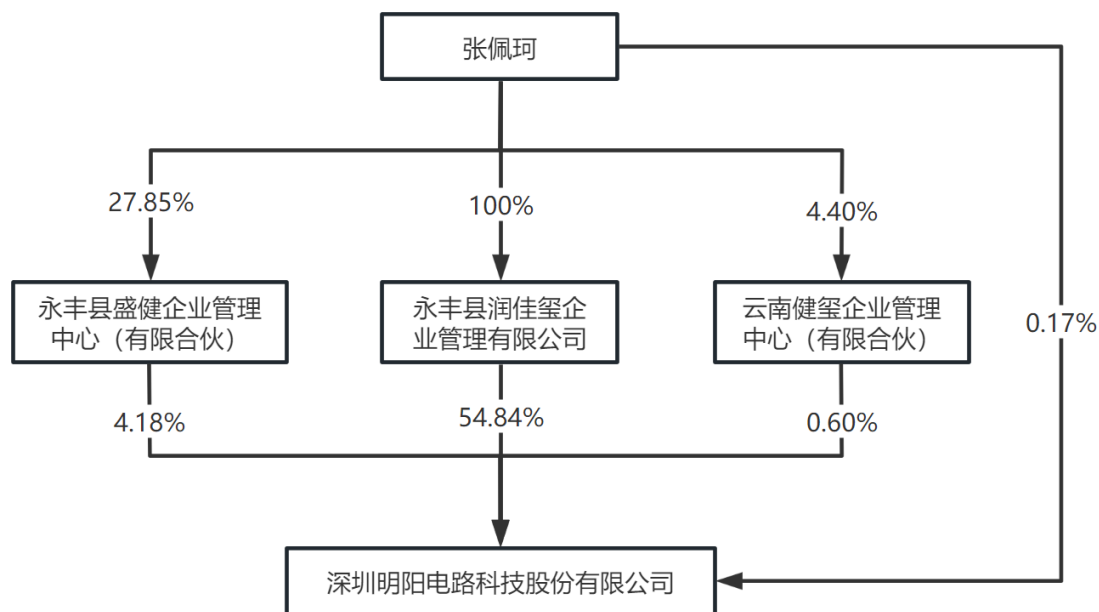 张佩珂
27.85%
100%
4.40%
永丰县盛健企业管理
中心（有限合伙）
永丰县润佳玺企
业管理有限公司
云南健玺企业管理
中心（有限合伙）
0.17%
4.18%
54.84%
0.60%
深圳明阳电路科技股份有限公司